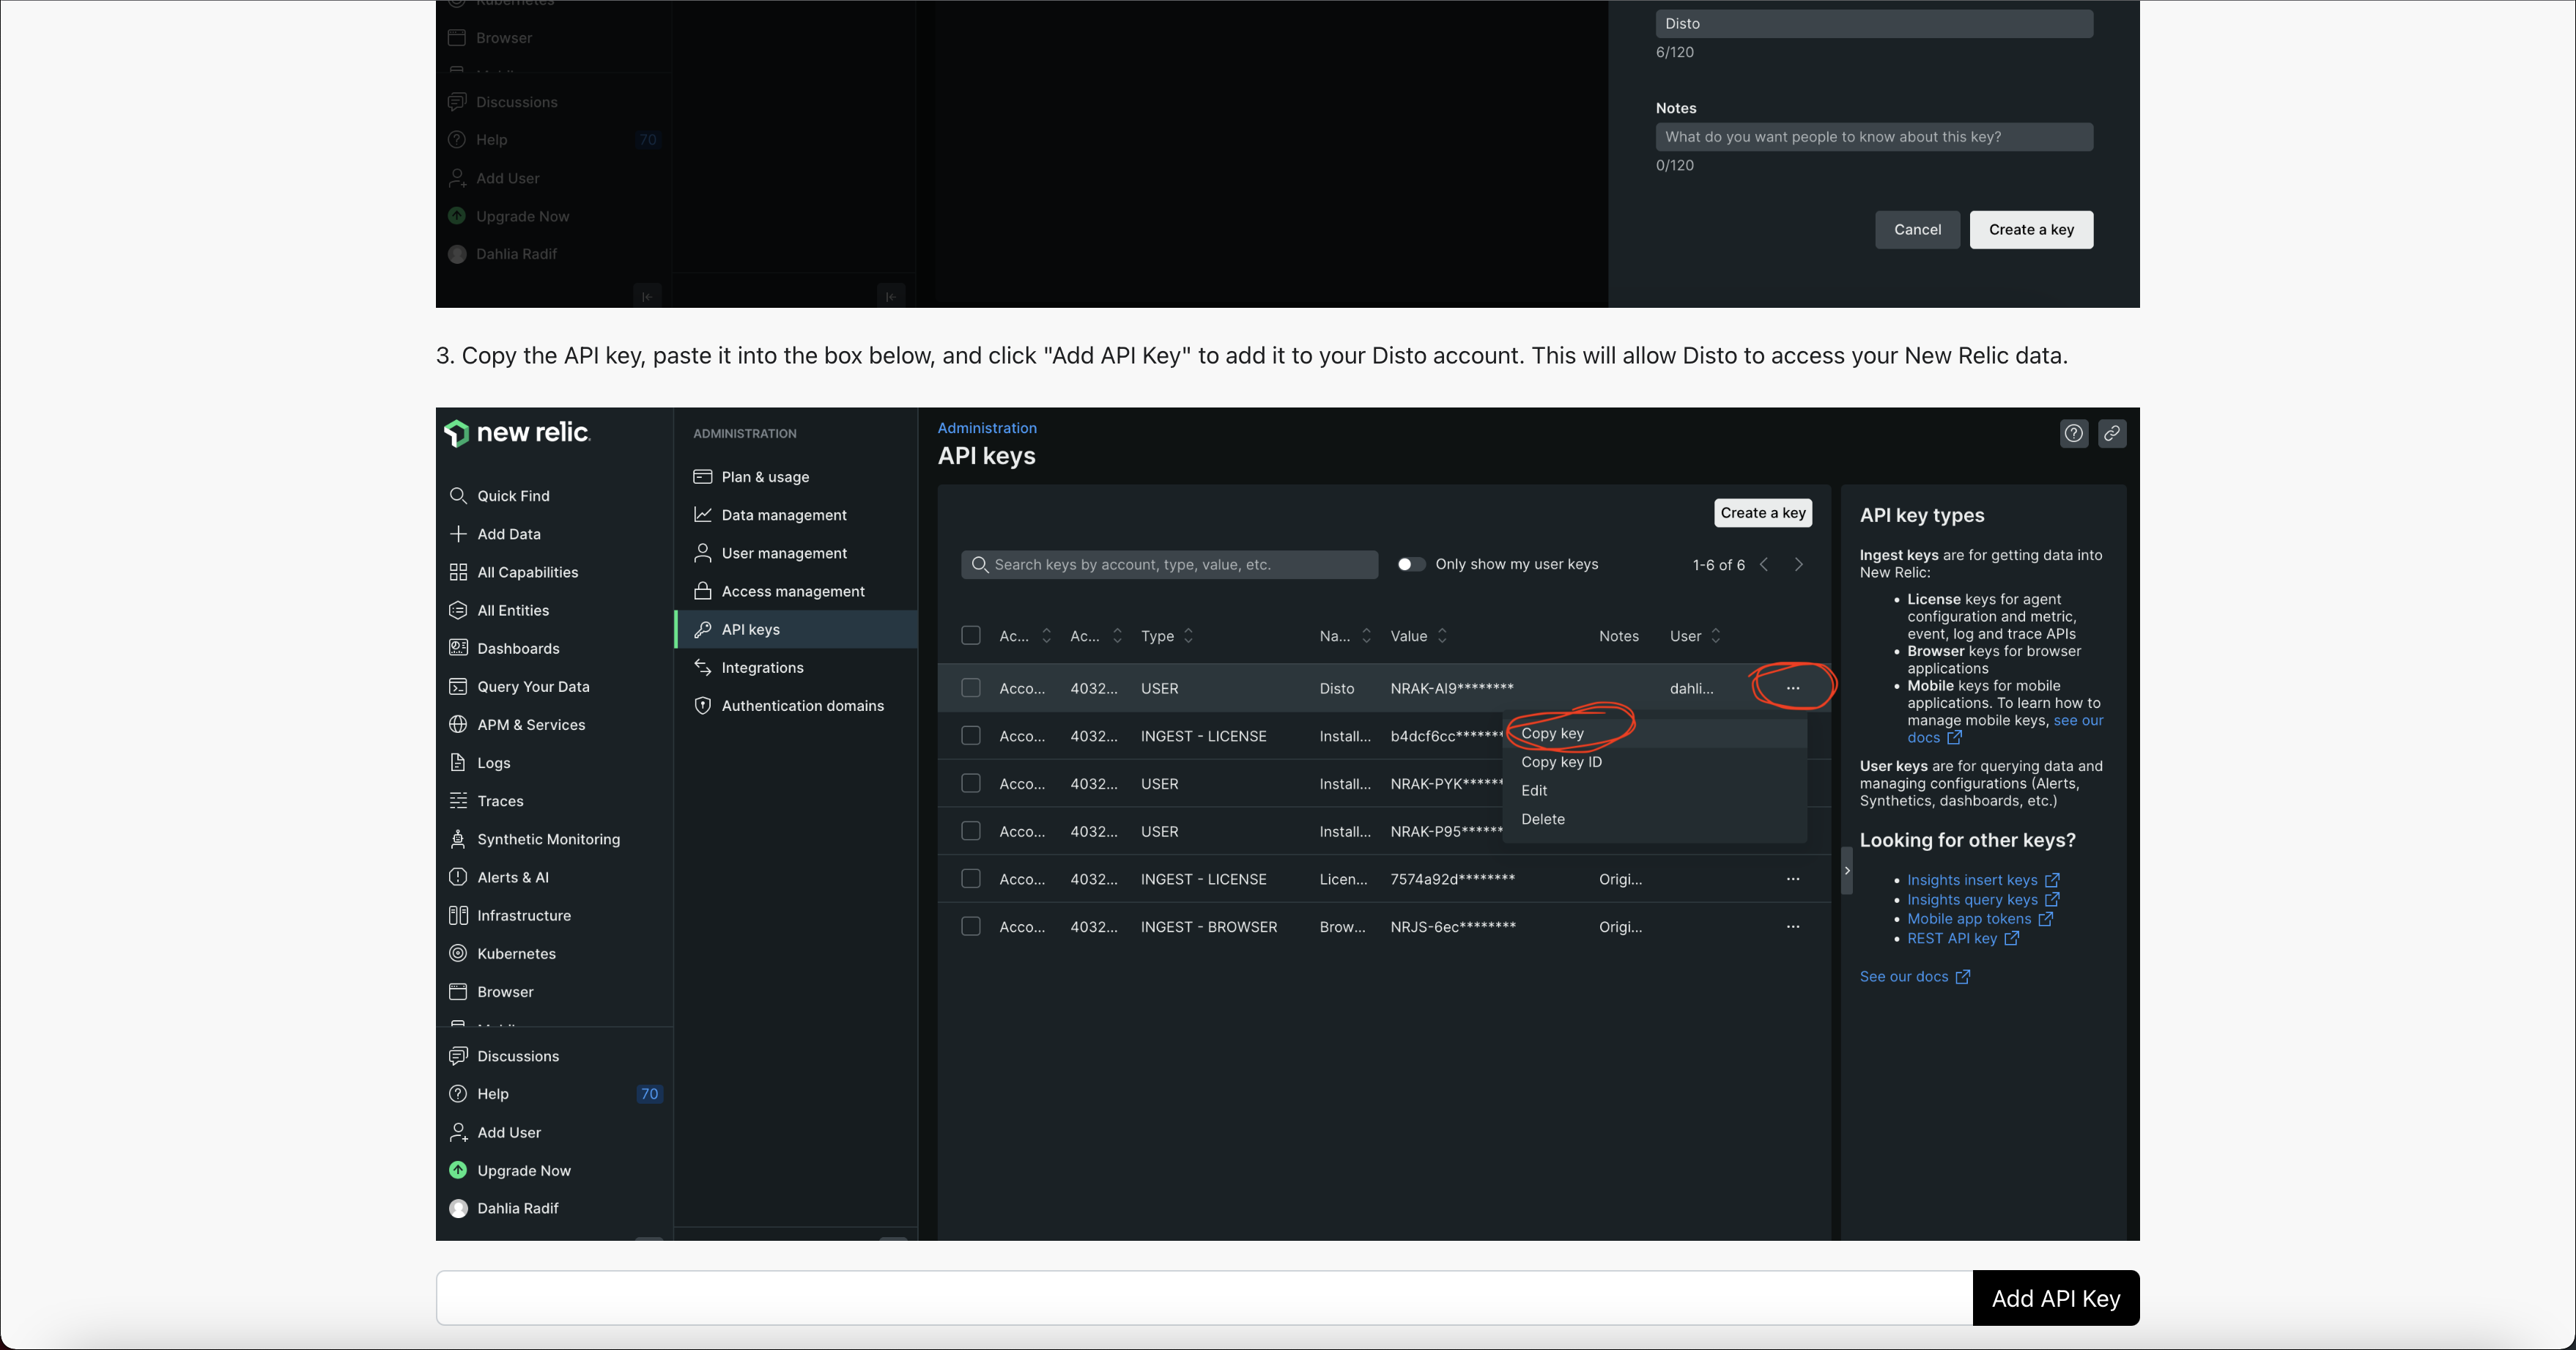 Kubernetes
Browser
Discussions
Help 70
Add User
Upgrade Now
Dahlia Radif
Disto
6/120
Notes
What do you want people to know about this key?
0/120
Cancel Create a key
3. Copy the API key, paste it into the box below, and click "Add API Key" to add it to your Disto account. This will allow Disto to access your New Relic data.
new relic.
Quick Find
Add Data
All Capabilities
All Entities
Dashboards
Query Your Data
APM & Services
Logs
Traces
Synthetic Monitoring
Alerts & AI
Infrastructure
Kubernetes
Browser
Discussions
Help 70
Add User
Upgrade Now
Dahlia Radif
ADMINISTRATION
Plan & usage
Data management
User management
Access management
API keys
Integrations
Authentication domains
Administration
API keys
Create a key
Search keys by account, type, value, etc. Only show my user keys 1-6 of 6
Ac... Ac... Type Na... Value Notes User
Acco... 4032... USER Disto NRAK-AI9******** dahli... ...
Acco... 4032... INGEST - LICENSE Install... b4dcf6cc*******
Acco... 4032... USER Install... NRAK-PYK******
Acco... 4032... USER Install... NRAK-P95******
Acco... 4032... INGEST - LICENSE Licen... 7574a92d******** Origi... ...
Acco... 4032... INGEST - BROWSER Brow... NRJS-6ec******** Origi... ...
Copy key
Copy key ID
Edit
Delete
API key types
Ingest keys are for getting data into
New Relic:
• License keys for agent
configuration and metric,
event, log and trace APIs
• Browser keys for browser
applications
• Mobile keys for mobile
applications. To learn how to
manage mobile keys, see our
docs
User keys are for querying data and
managing configurations (Alerts,
Synthetics, dashboards, etc.)
Looking for other keys?
• Insights insert keys
• Insights query keys
• Mobile app tokens
• REST API key
See our docs
Add API Key